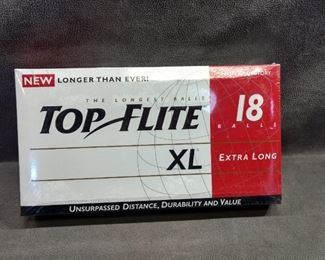 NEW LONGER THAN EVER!
THE LONGEST BALL!
TOP-FLITE
XL®
18
BALLS
EXTRA LONG
UNSURPASSED DISTANCE, DURABILITY AND VALUE